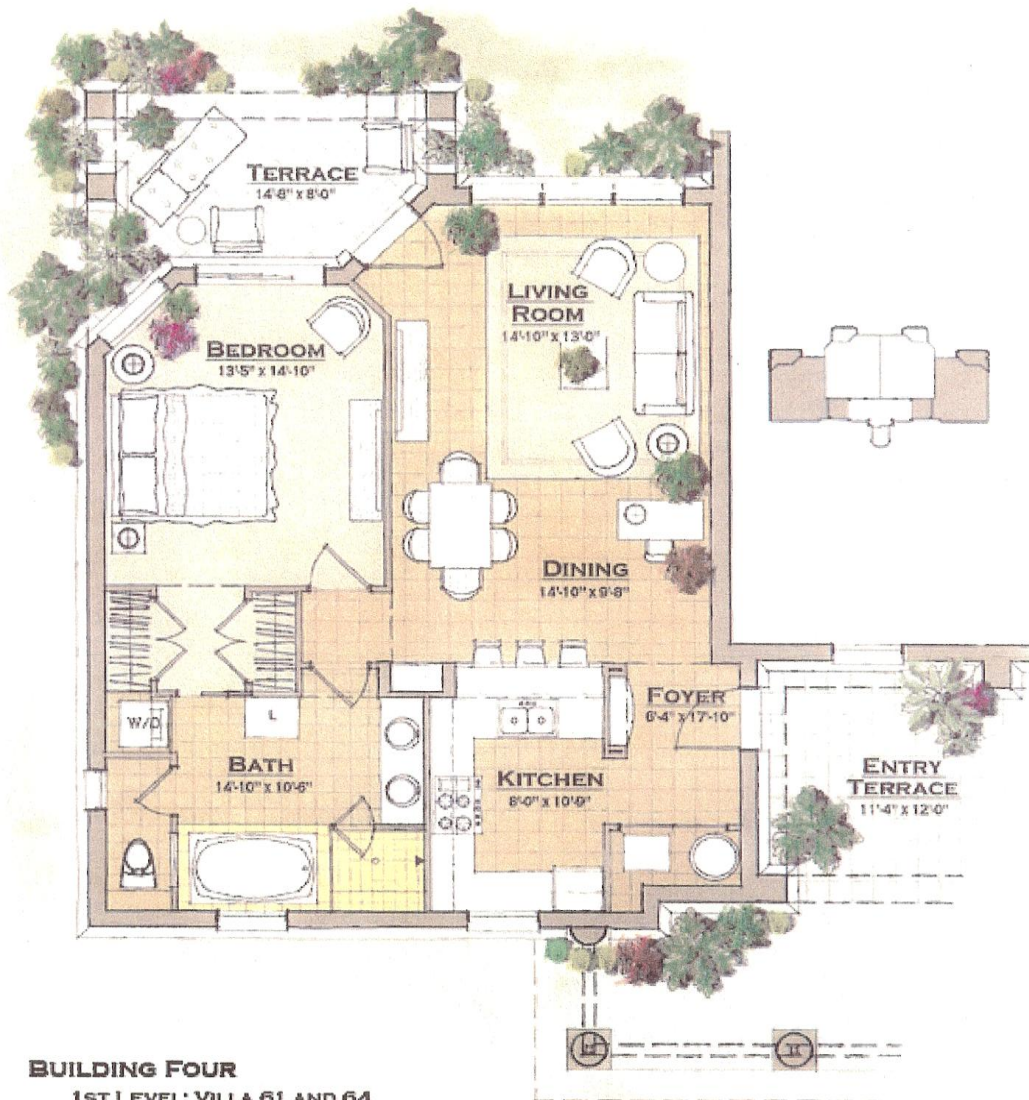 TERRACE
14'-8" x 8'-0"
LIVING
ROOM
14'-10" x 13'-0"
BEDROOM
13'-5" x 14'-10"
DINING
14'-10" x 9'-8"
FOYER
6'-4" x 17'-10"
W/D
L
BATH
14'-10" x 10'-6"
KITCHEN
8'-0" x 10'-9"
ENTRY
TERRACE
11'-4" x 12'-0"
BUILDING FOUR
1ST LEVEL: VILLA 61 AND 64